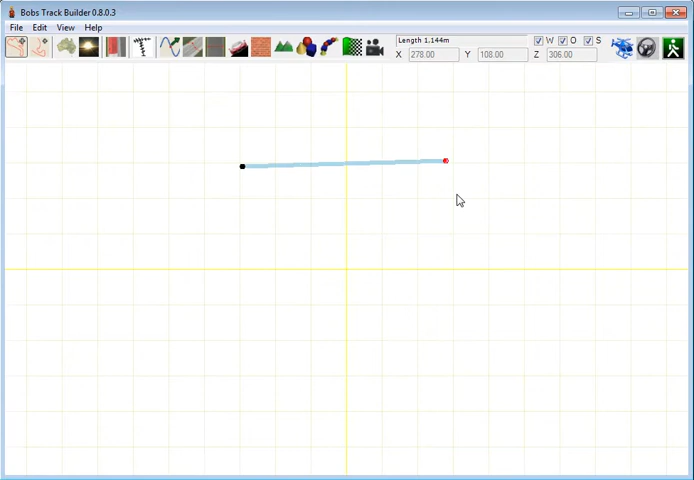 Bobs Track Builder 0.8.0.3
File Edit View Help
Length 1.144m
W O S
X 278.00 Y 108.00 Z 306.00